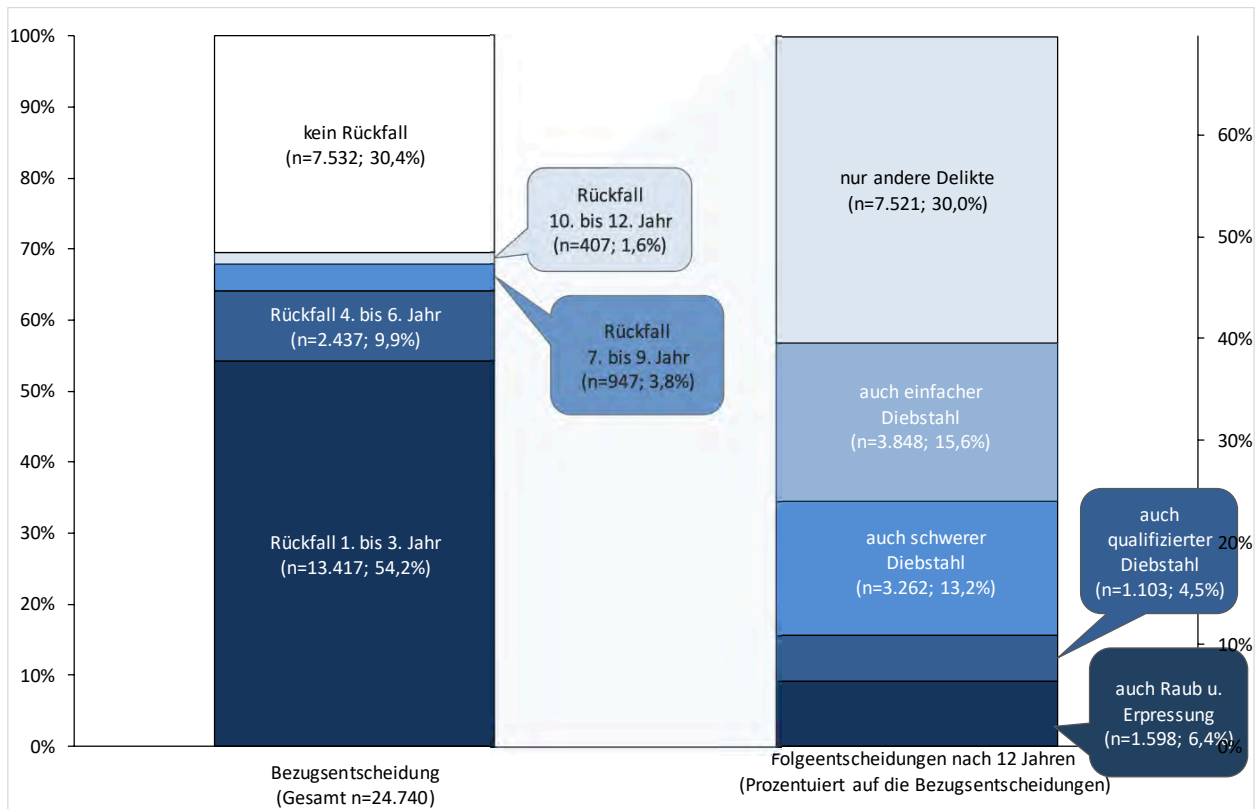 100%
90%
80%
70%
60%
50%
40%
30%
20%
10%
0%
kein Rückfall
(n=7.532; 30,4%)
Rückfall 4. bis 6. Jahr
(n=2.437; 9,9%)
Rückfall 1. bis 3. Jahr
(n=13.417; 54,2%)
Rückfall
10. bis 12. Jahr
(n=407; 1,6%)
Rückfall
7. bis 9. Jahr
(n=947; 3,8%)
nur andere Delikte
(n=7.521; 30,0%)
auch einfacher
Diebstahl
(n=3.848; 15,6%)
auch schwerer
Diebstahl
(n=3.262; 13,2%)
auch
qualifizierter
Diebstahl
(n=1.103; 4,5%)
auch Raub u.
Erpressung
(n=1.598; 6,4%)
60%
50%
40%
30%
20%
10%
0%
Bezugsentscheidung
(Gesamt n=24.740)
Folgeentscheidungen nach 12 Jahren
(Prozentuiert auf die Bezugsentscheidungen)